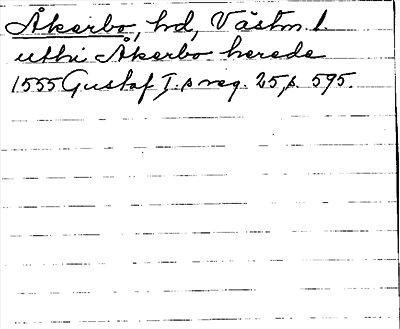 Åkerbo, hd, Västm. l.
uthi Åkerbo herede
1555 Gustaf I:s reg. 25, s. 595.